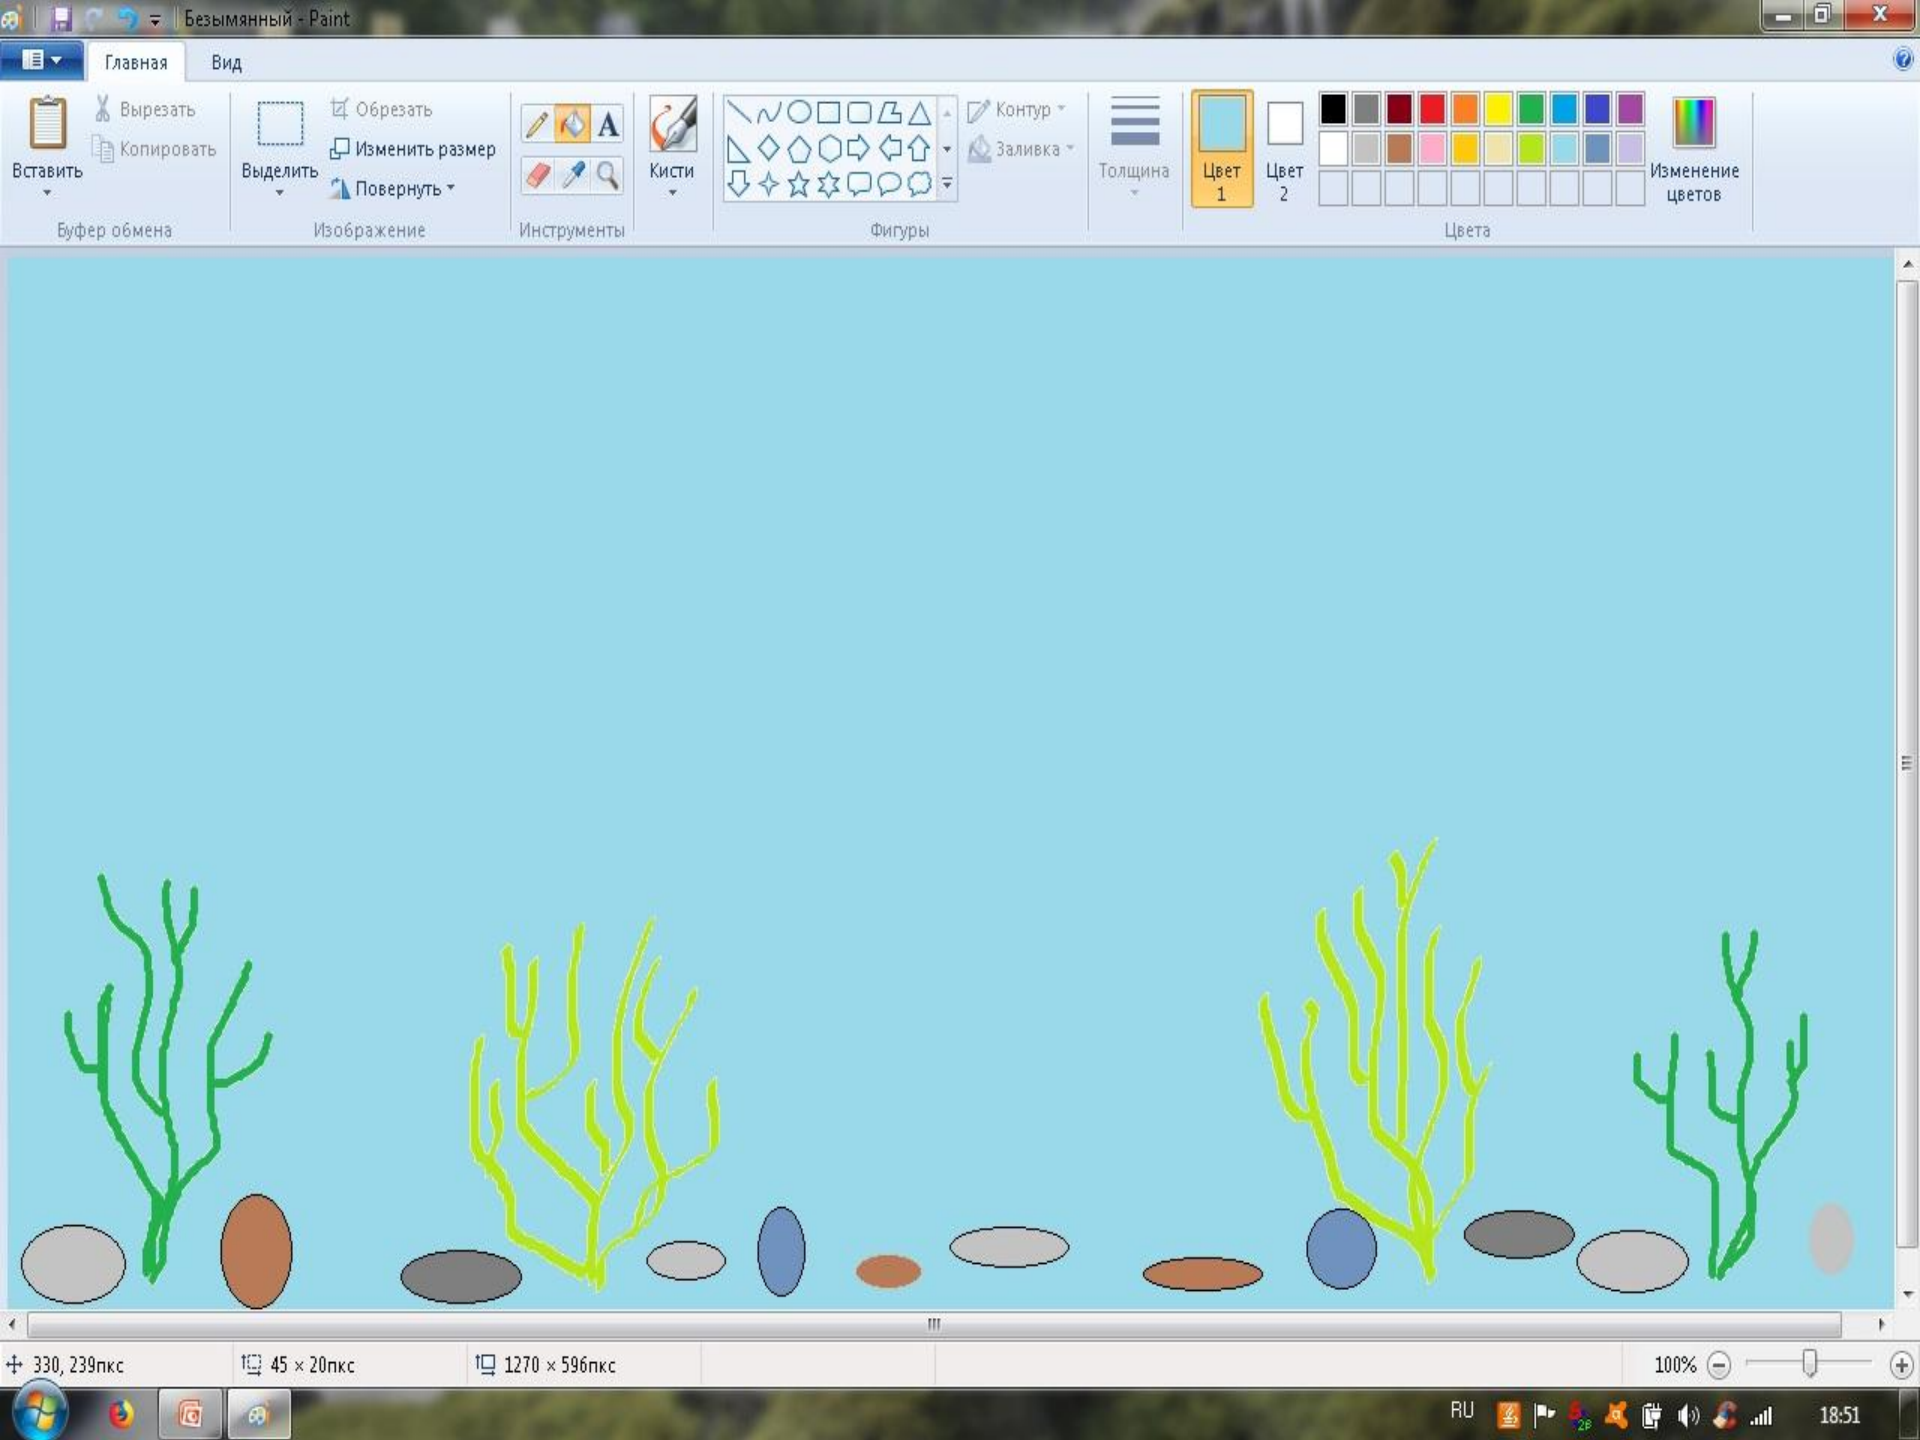 Безымянный - Paint
Главная Вид
Вставить
Вырезать
Копировать
Буфер обмена
Выделить
Обрезать
Изменить размер
Повернуть
Изображение
A
Инструменты
Кисти
Фигуры
Контур
Заливка
Толщина
Цвет
1
Цвет
2
Изменение
цветов
Цвета
330, 239пкс
45 × 20пкс
1270 × 596пкс
100%
RU
18:51